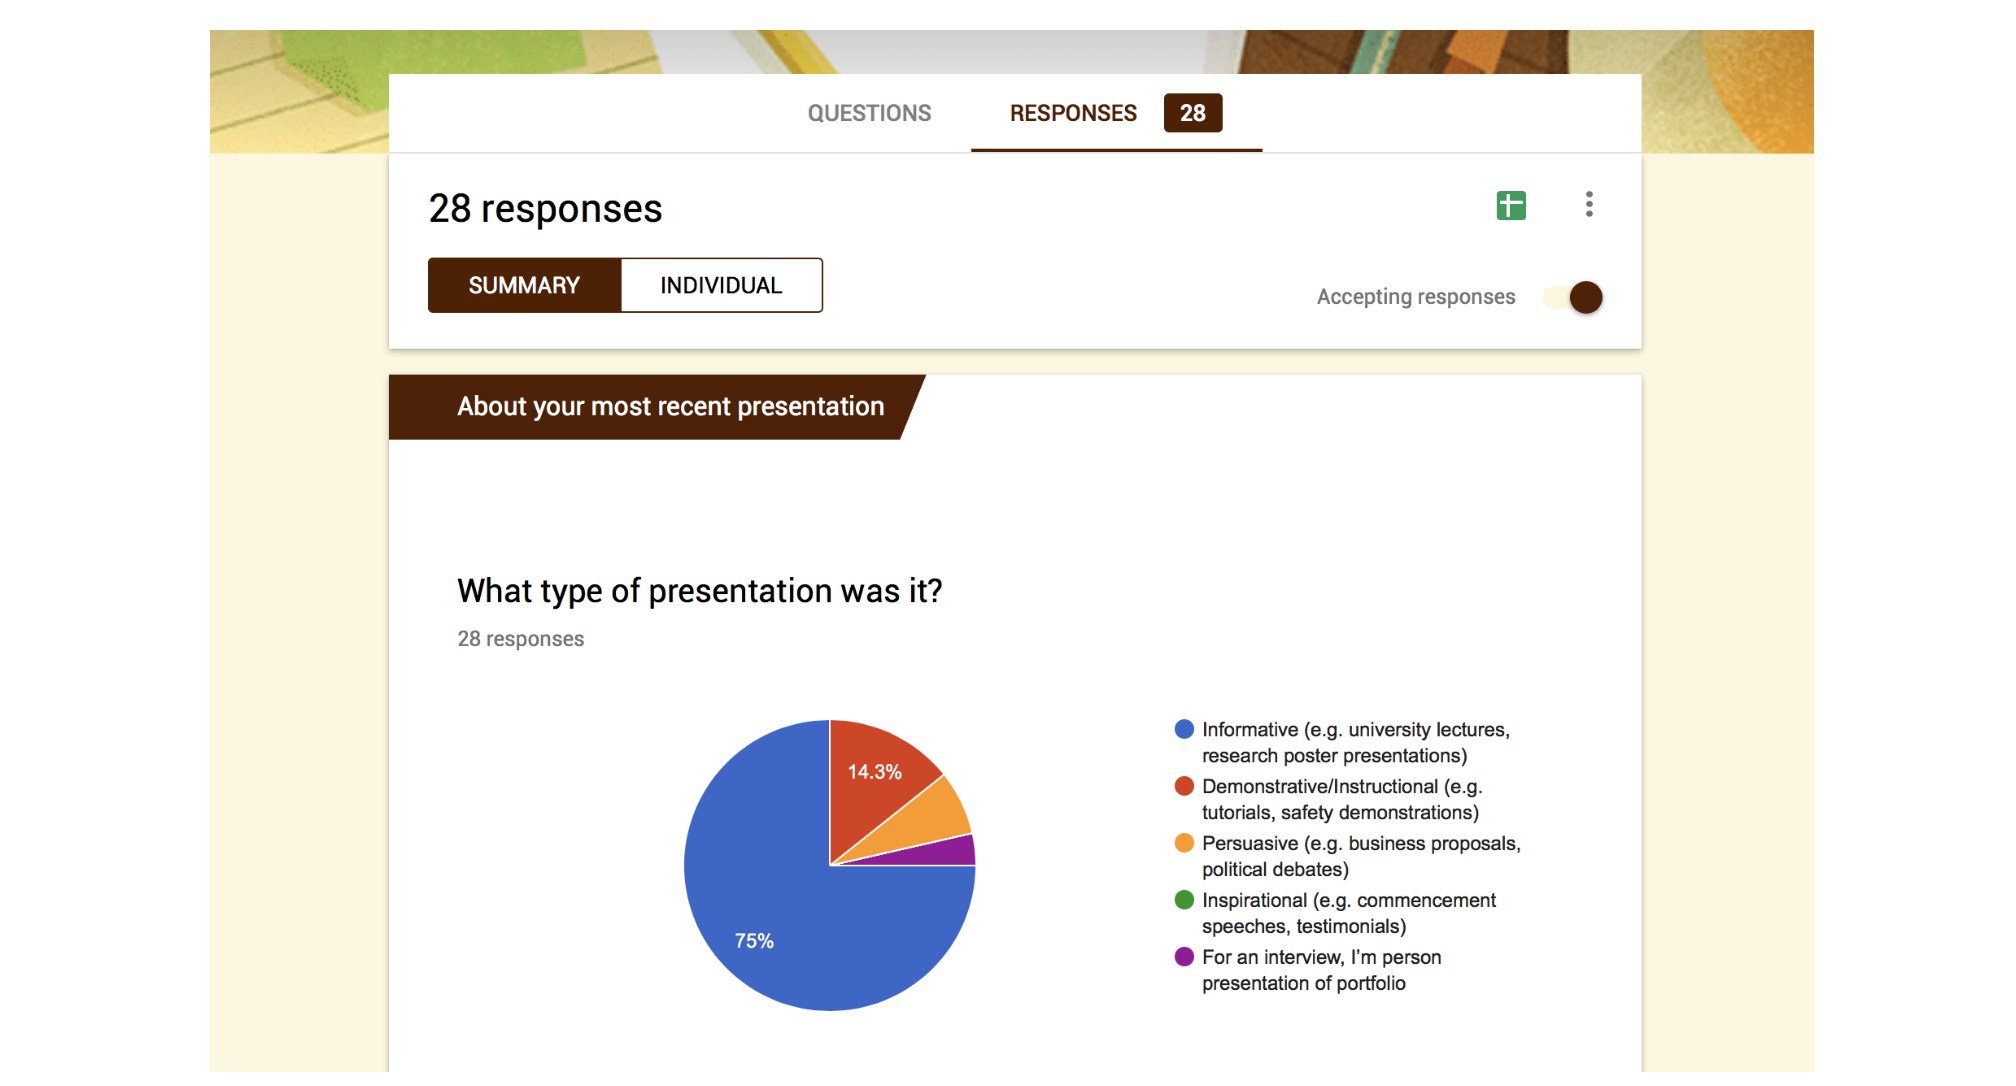 QUESTIONS
RESPONSES 28
28 responses
SUMMARY
INDIVIDUAL
Accepting responses
About your most recent presentation
What type of presentation was it?
28 responses
14.3%
75%
Informative (e.g. university lectures,
research poster presentations)
Demonstrative/Instructional (e.g.
tutorials, safety demonstrations)
Persuasive (e.g. business proposals,
political debates)
Inspirational (e.g. commencement
speeches, testimonials)
For an interview, I’m person
presentation of portfolio